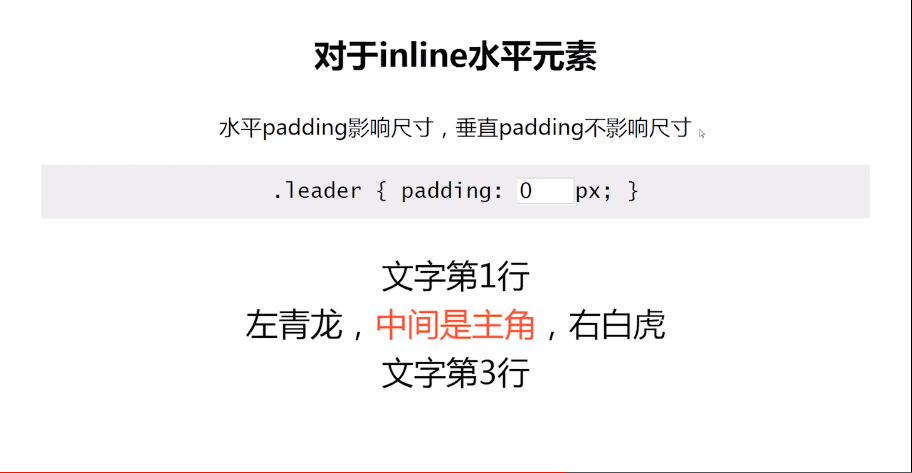 对于inline水平元素
水平padding影响尺寸，垂直padding不影响尺寸
.leader { padding: 0 px; }
文字第1行
左青龙，中间是主角，右白虎
文字第3行